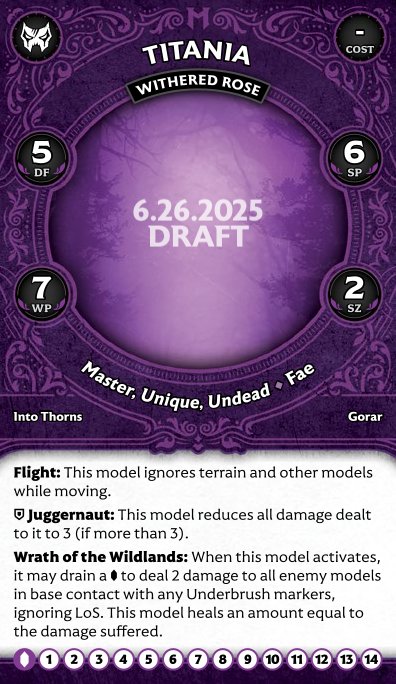 -
COST
TITANIA
WITHERED ROSE
5
DF
6
SP
6.26.2025
DRAFT
7
WP
2
SZ
Master, Unique, Undead ♦ Fae
Into Thorns
Gorar
Flight: This model ignores terrain and other models
while moving.
Juggernaut: This model reduces all damage dealt
to it to 3 (if more than 3).
Wrath of the Wildlands: When this model activates,
it may drain a to deal 2 damage to all enemy models
in base contact with any Underbrush markers,
ignoring LoS. This model heals an amount equal to
the damage suffered.
1 2 3 4 5 6 7 8 9 10 11 12 13 14